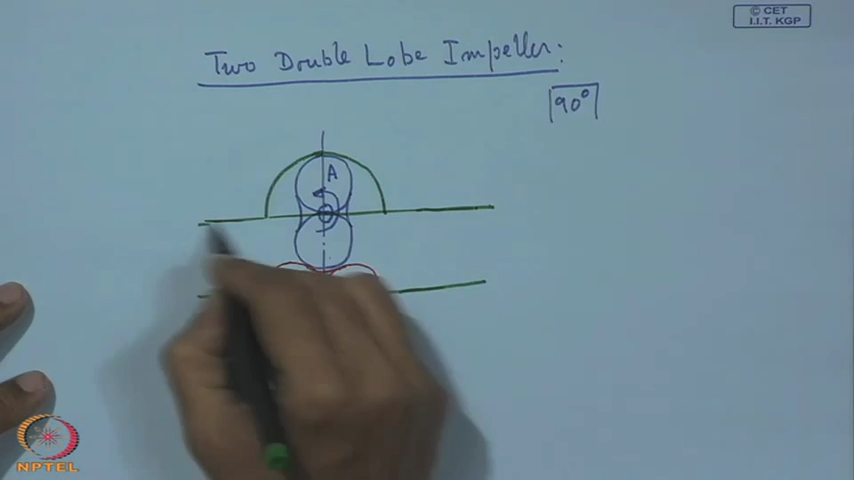 © CET
I.I.T. KGP
Two Double Lobe Impeller:
90°
A
NPTEL